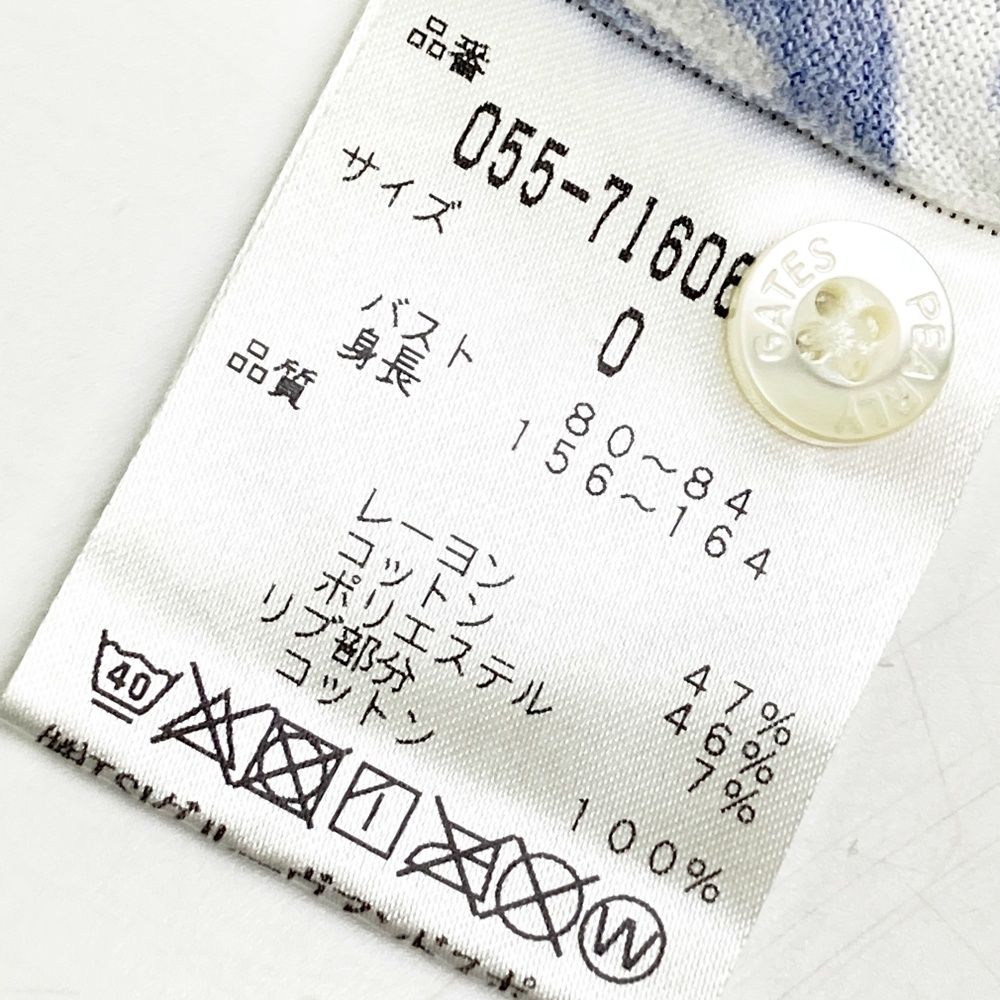 品番
055-71606
サイズ
0
バスト 80~84
身長 156~164
品質
レーヨン 47%
コットン 46%
ポリエステル 7%
リブ部分
コットン 100%
40
W
PEARLY
GATES